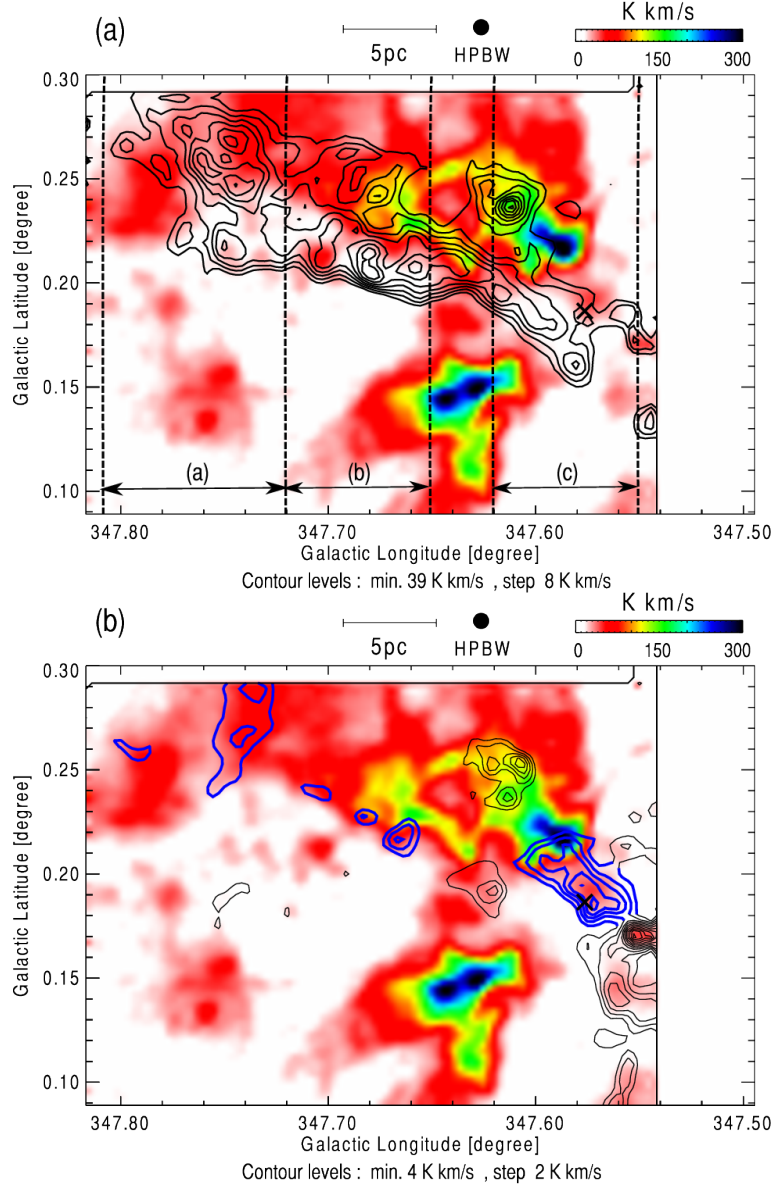 (a)
K km/s
5pc
HPBW
0 150 300
0.30
0.25
0.20
0.15
0.10
Galactic Latitude [degree]
(a) (b) (c)
347.80 347.70 347.60 347.50
Galactic Longitude [degree]
Contour levels : min. 39 K km/s , step 8 K km/s
(b)
K km/s
5pc
HPBW
0 150 300
0.30
0.25
0.20
0.15
0.10
Galactic Latitude [degree]
347.80 347.70 347.60 347.50
Galactic Longitude [degree]
Contour levels : min. 4 K km/s , step 2 K km/s